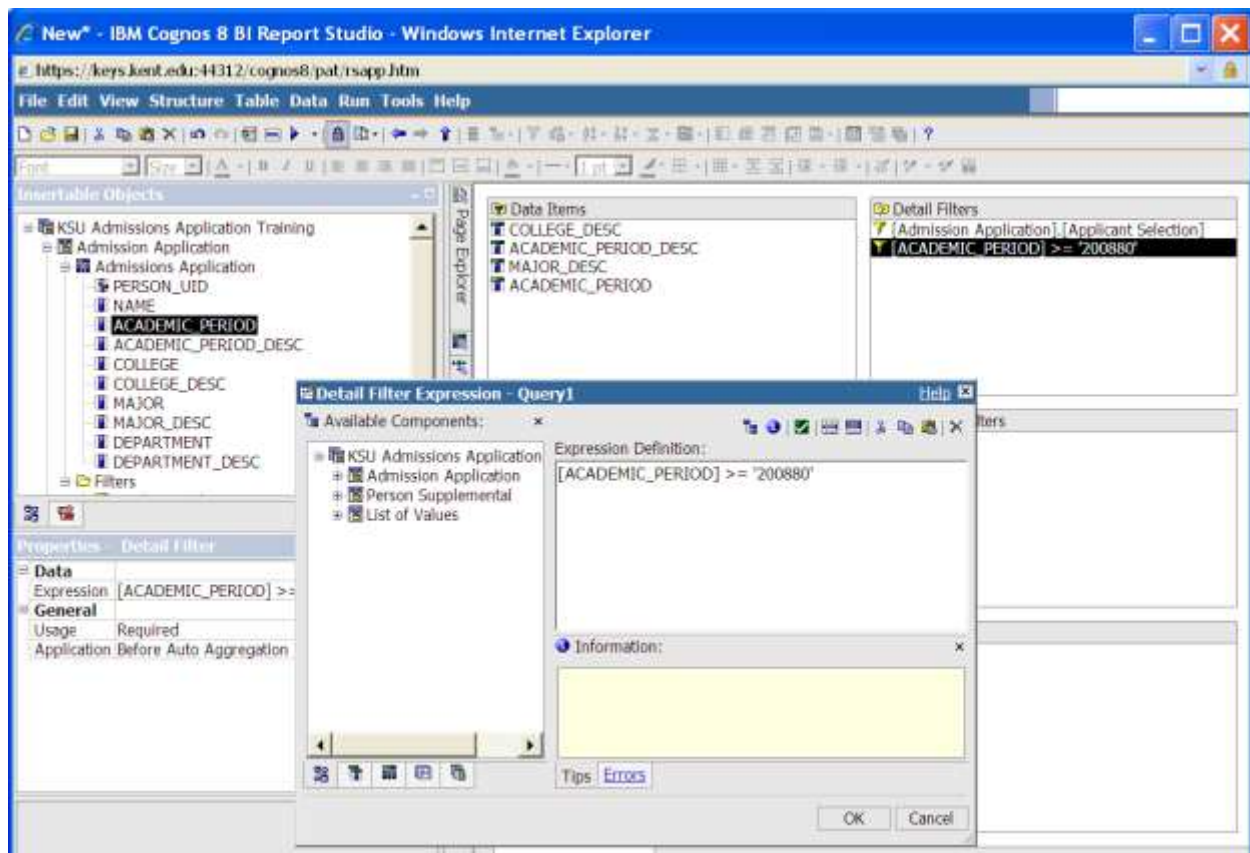 New* - IBM Cognos 8 BI Report Studio - Windows Internet Explorer
https://keys.kent.edu:44312/cognos8/pat/rsapp.htm
File Edit View Structure Table Data Run Tools Help
Font Size 1 pt
Insertable Objects
KSU Admissions Application Training
Admission Application
Admissions Application
PERSON_UID
NAME
ACADEMIC_PERIOD
ACADEMIC_PERIOD_DESC
COLLEGE
COLLEGE_DESC
MAJOR
MAJOR_DESC
DEPARTMENT
DEPARTMENT_DESC
Filters
Page Explorer
Data Items
COLLEGE_DESC
ACADEMIC_PERIOD_DESC
MAJOR_DESC
ACADEMIC_PERIOD
Detail Filters
[Admission Application].[Applicant Selection]
[ACADEMIC_PERIOD] >= '200880'
Properties - Detail Filter
Data
Expression [ACADEMIC_PERIOD] >=
General
Usage Required
Application Before Auto Aggregation
Detail Filter Expression - Query1 Help
Available Components:
KSU Admissions Application
Admission Application
Person Supplemental
List of Values
Expression Definition:
[ACADEMIC_PERIOD] >= '200880'
Information:
Tips Errors
OK Cancel